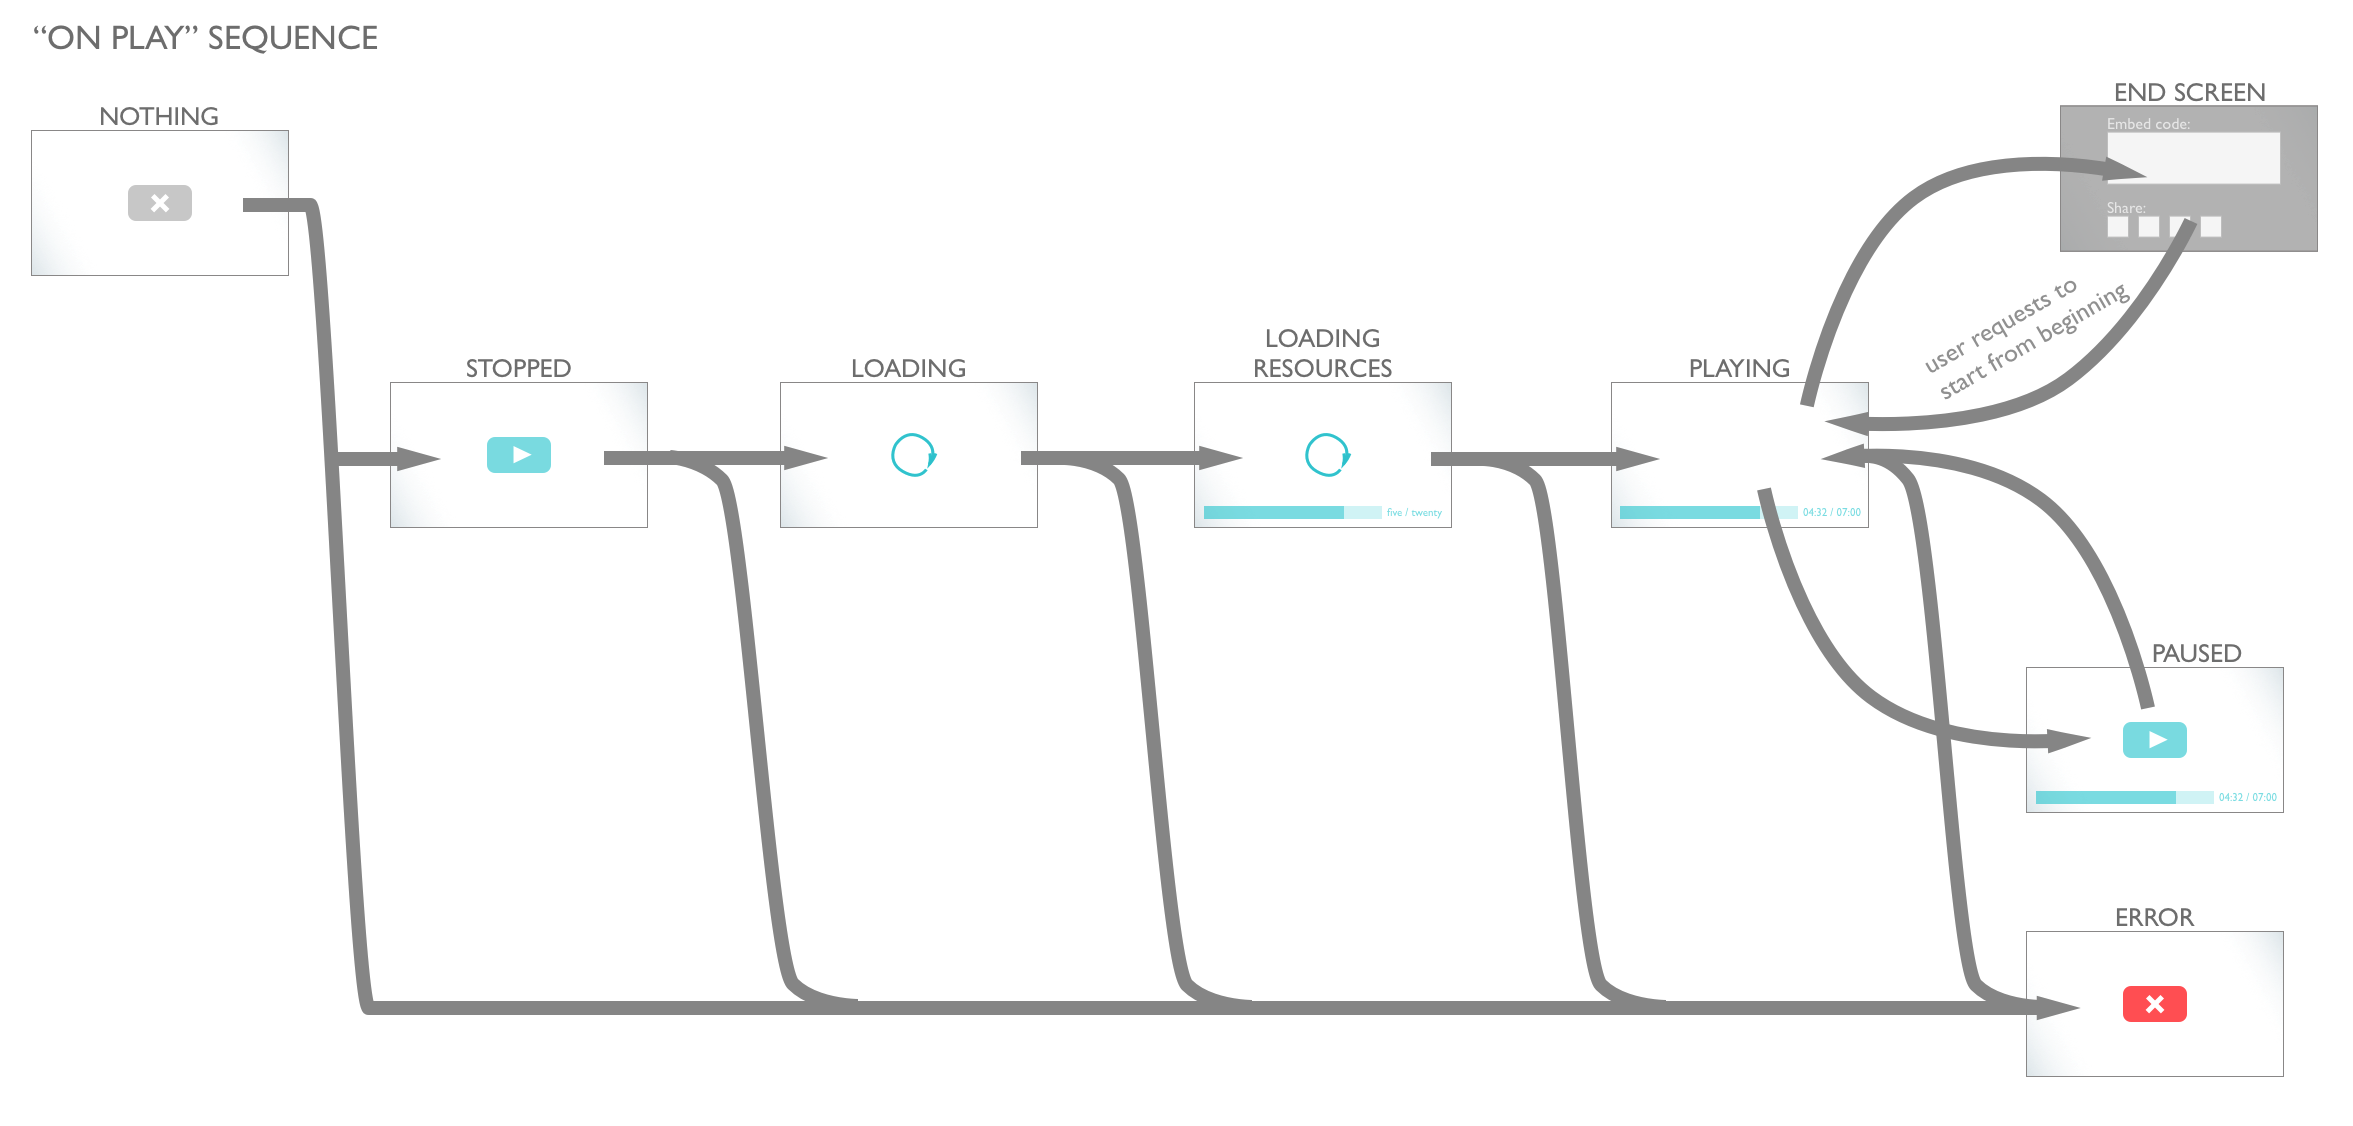 “ON PLAY” SEQUENCE
NOTHING
END SCREEN
Embed code:
Share:
user requests to
start from beginning
STOPPED
LOADING
LOADING
RESOURCES
five / twenty
PLAYING
04:32 / 07:00
PAUSED
04:32 / 07:00
ERROR